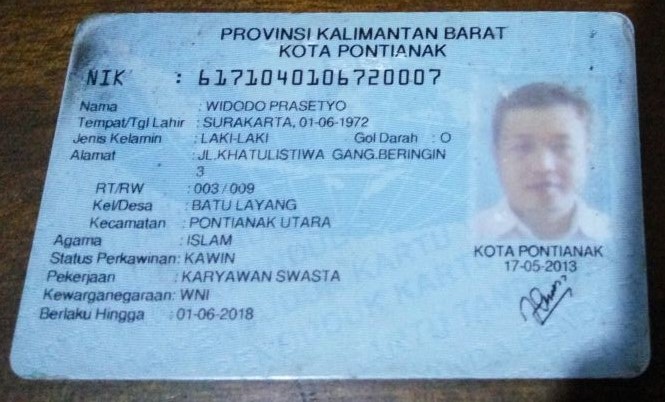 PROVINSI KALIMANTAN BARAT
KOTA PONTIANAK
NIK : 6171040106720007
Nama : WIDODO PRASETYO
Tempat/Tgl Lahir : SURAKARTA, 01-06-1972
Jenis Kelamin : LAKI-LAKI Gol Darah : O
Alamat : JL.KHATULISTIWA GANG.BERINGIN
3
RT/RW : 003 / 009
Kel/Desa : BATU LAYANG
Kecamatan : PONTIANAK UTARA
Agama : ISLAM
Status Perkawinan: KAWIN
Pekerjaan : KARYAWAN SWASTA
Kewarganegaraan: WNI
Berlaku Hingga : 01-06-2018
KOTA PONTIANAK
17-05-2013